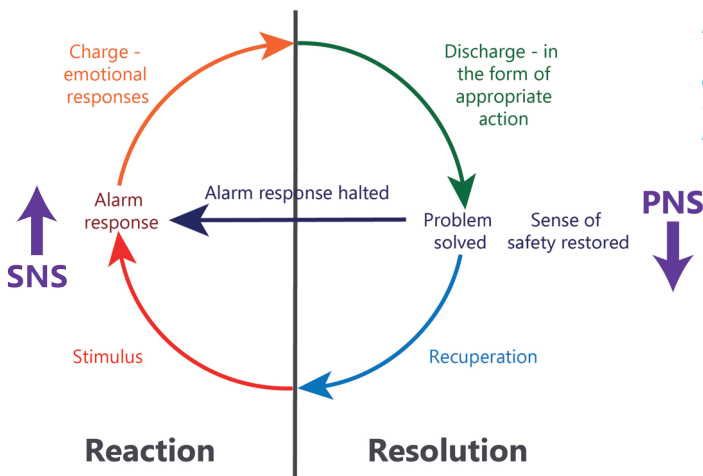 Charge -
emotional
responses
Discharge - in
the form of
appropriate
action
SNS
Alarm
response
Alarm response halted
Problem
solved
Sense of
safety restored
PNS
Stimulus
Recuperation
Reaction
Resolution